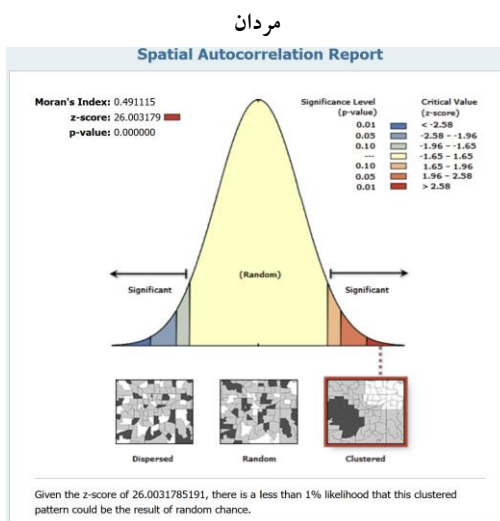 مردان
Spatial Autocorrelation Report
Moran's Index: 0.491115
z-score: 26.003179
p-value: 0.000000
Significance Level
(p-value)
Critical Value
(z-score)
0.01 < -2.58
0.05 -2.58 - -1.96
0.10 -1.96 - -1.65
--- -1.65 - 1.65
0.10 1.65 - 1.96
0.05 1.96 - 2.58
0.01 > 2.58
(Random)
Significant
Significant
Dispersed
Random
Clustered
Given the z-score of 26.0031785191, there is a less than 1% likelihood that this clustered
pattern could be the result of random chance.